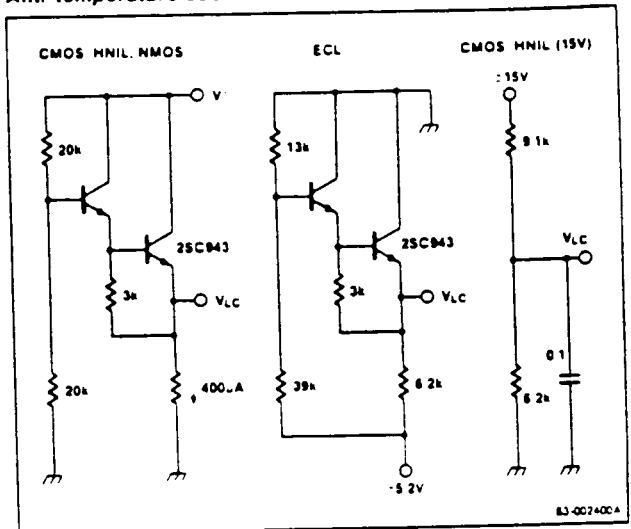 CMOS HNIL. NMOS
V
20k
2SC943
3k
VLC
20k
400µA
ECL
13k
2SC943
3k
VLC
39k
6.2k
-5.2V
CMOS HNIL (15V)
15V
9.1k
VLC
0.1
6.2k
83-002400A